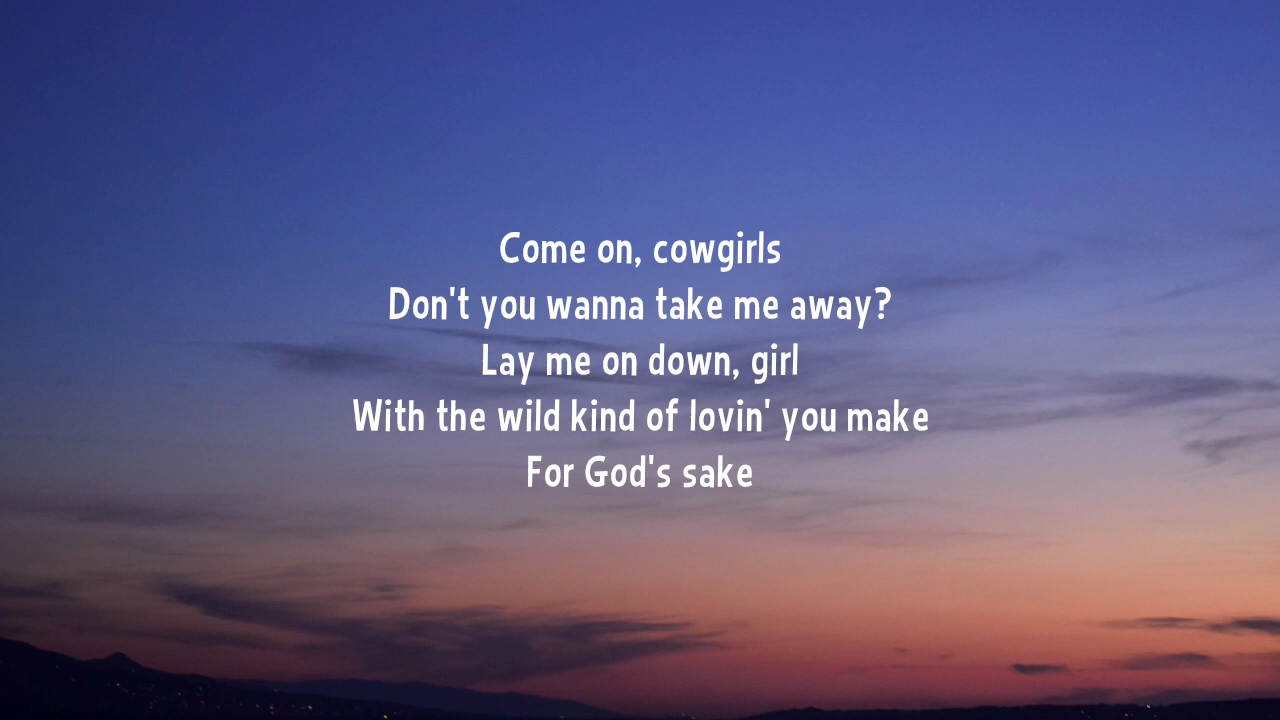 Come on, cowgirls
Don't you wanna take me away?
Lay me on down, girl
With the wild kind of lovin' you make
For God's sake